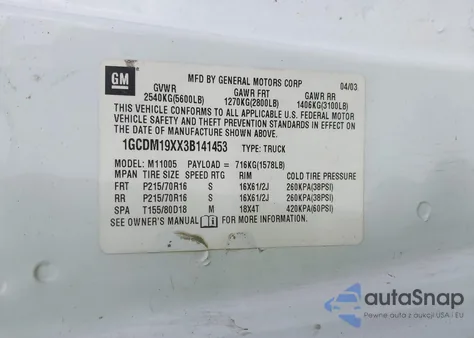 GM
MFD BY GENERAL MOTORS CORP 04/03
GVWR GAWR FRT GAWR RR
2540KG(5600LB) 1270KG(2800LB) 1406KG(3100LB)
THIS VEHICLE CONFORMS TO ALL APPLICABLE U.S. FEDERAL MOTOR
VEHICLE SAFETY AND THEFT PREVENTION STANDARDS IN EFFECT ON
THE DATE OF MANUFACTURE SHOWN ABOVE.
1GCDM19XX3B141453 TYPE: TRUCK
MODEL: M11005 PAYLOAD = 716KG(1578LB)
MPAN TIRE SIZE SPEED RTG RIM COLD TIRE PRESSURE
FRT P215/70R16 S 16X61/2J 260KPA(38PSI)
RR P215/70R16 S 16X61/2J 260KPA(38PSI)
SPA T155/80D18 M 18X4T 420KPA(60PSI)
SEE OWNER'S MANUAL FOR MORE INFORMATION.
autoSnap
Pewne auta z aukcji USA i EU